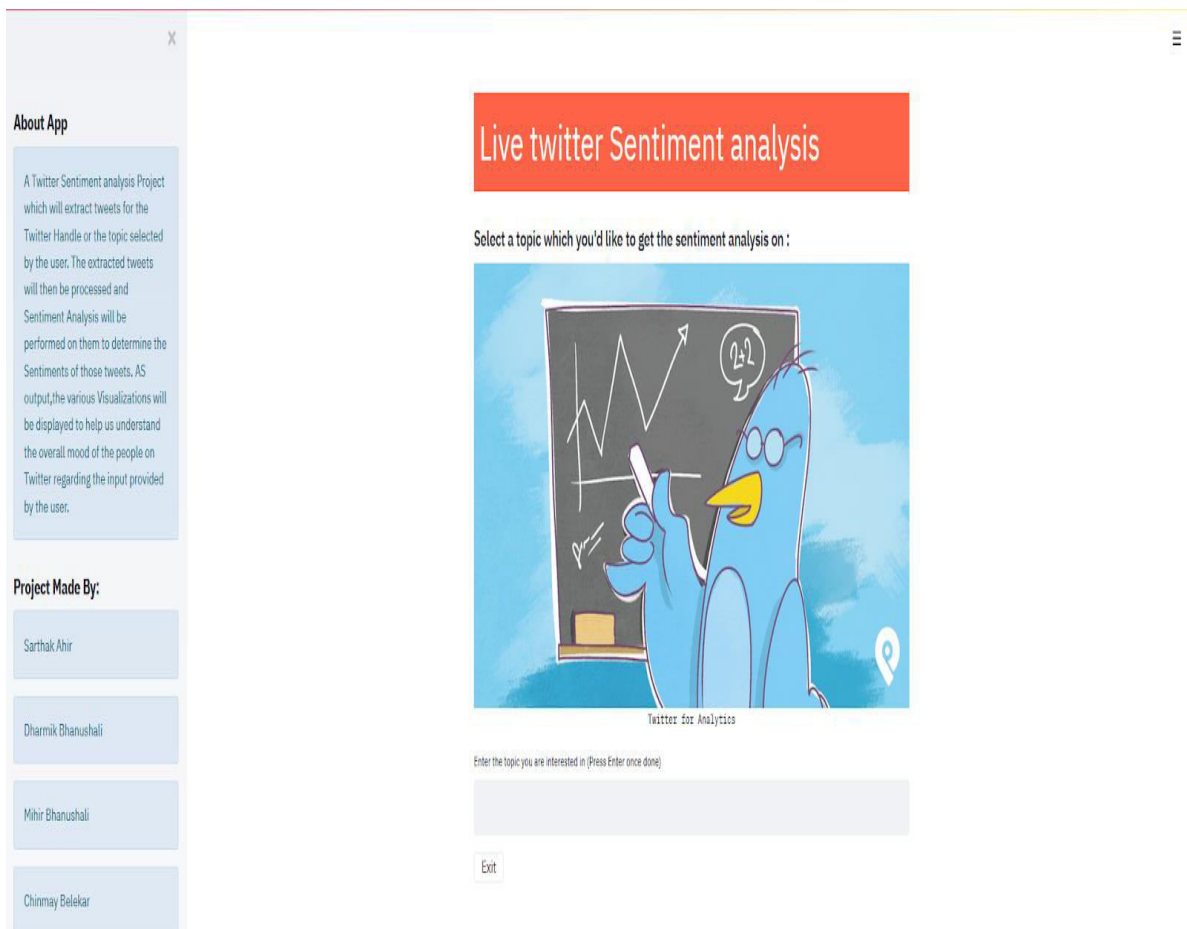 X
About App
A Twitter Sentiment analysis Project
which will extract tweets for the
Twitter Handle or the topic selected
by the user. The extracted tweets
will then be processed and
Sentiment Analysis will be
performed on them to determine the
Sentiments of those tweets. AS
output,the various Visualizations will
be displayed to help us understand
the overall mood of the people on
Twitter regarding the input provided
by the user.
Project Made By:
Sarthak Ahir
Dharmik Bhanushali
Mihir Bhanushali
Chinmay Belekar
Live twitter Sentiment analysis
Select a topic which you'd like to get the sentiment analysis on :
2+2
Twitter for Analytics
Enter the topic you are interested in (Press Enter once done)
Exit